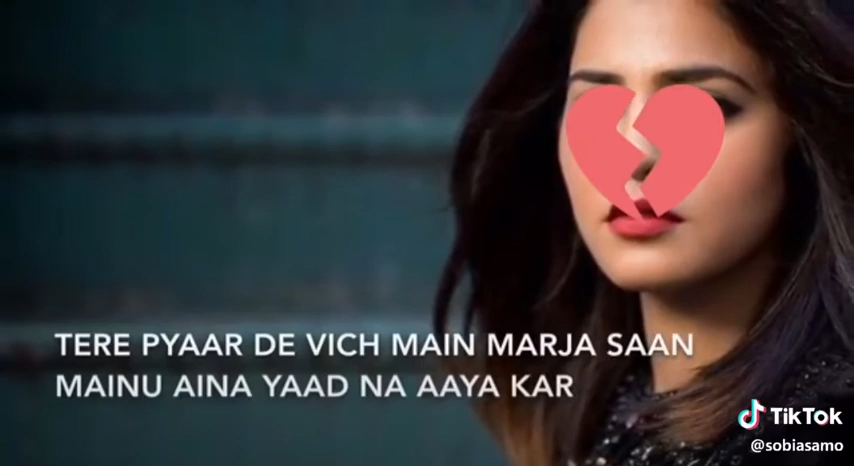 TERE PYAAR DE VICH MAIN MARJA SAAN
MAINU AINA YAAD NA AAYA KAR
TikTok
@sobiasamo